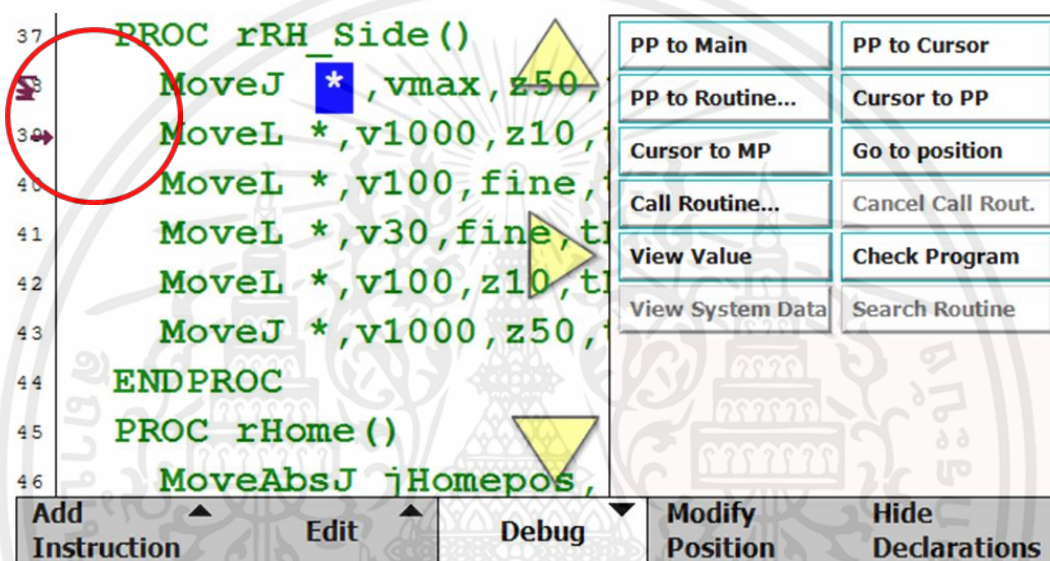 37 PROC rRH_Side()
38 MoveJ *,vmax,z50,
39 MoveL *,v1000,z10,
40 MoveL *,v100,fine,
41 MoveL *,v30,fine,
42 MoveL *,v100,z10,
43 MoveJ *,v1000,z50,
44 ENDPROC
45 PROC rHome()
46 MoveAbsJ jHomepos,
PP to Main PP to Cursor
PP to Routine... Cursor to PP
Cursor to MP Go to position
Call Routine... Cancel Call Rout.
View Value Check Program
View System Data Search Routine
Add Instruction
Edit
Debug
Modify Position
Hide Declarations